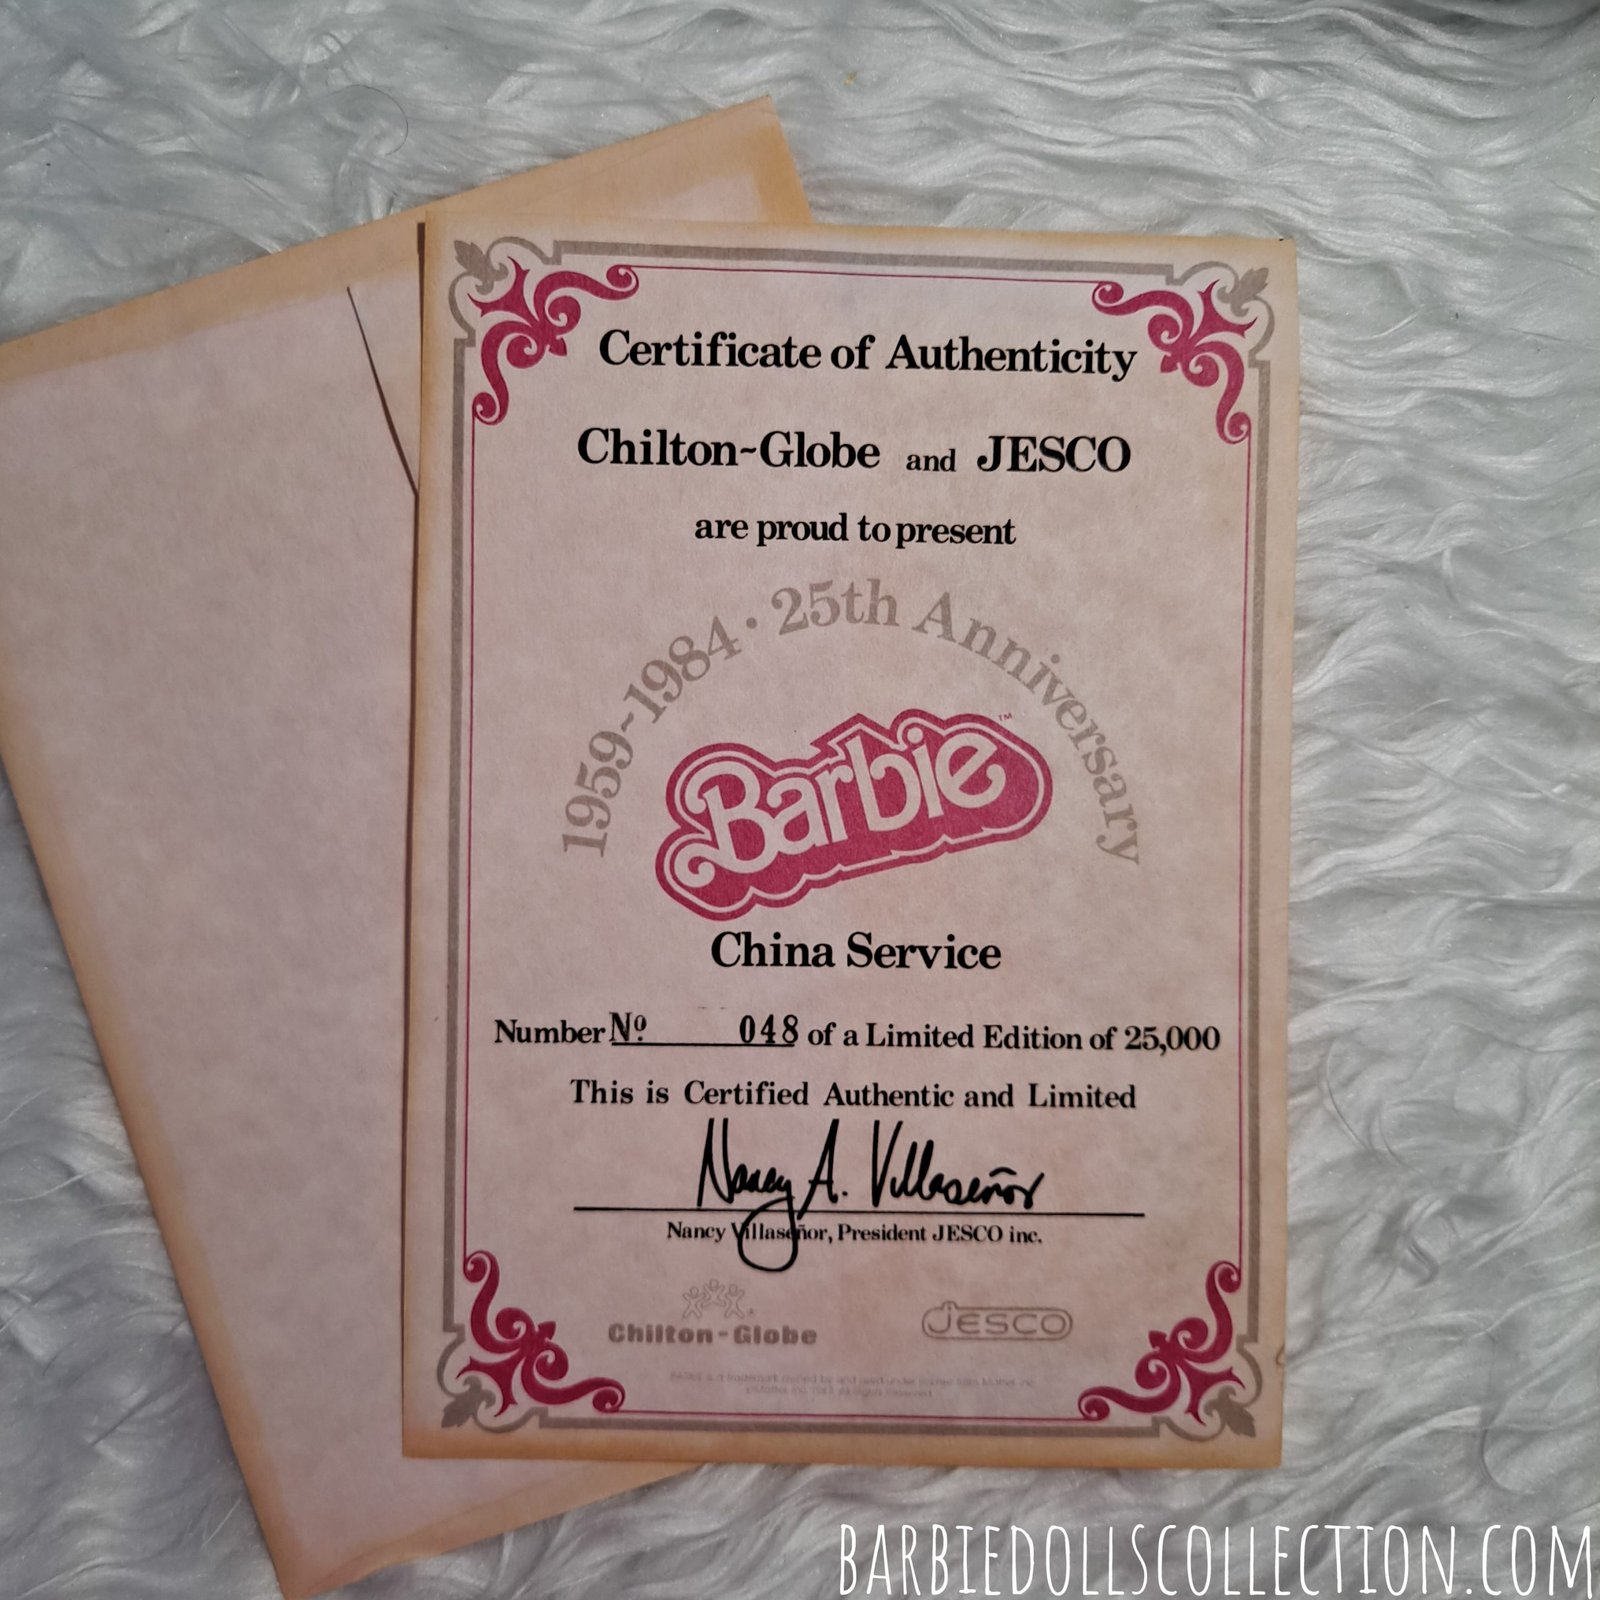 Certificate of Authenticity
Chilton-Globe and JESCO
are proud to present
1959-1984 · 25th Anniversary
Barbie™
China Service
Number Nº 048 of a Limited Edition of 25,000
This is Certified Authentic and Limited
Nancy A. Villaseñor
Nancy Villaseñor, President JESCO inc.
Chilton-Globe
JESCO
BARBIEDOLLSCOLLECTION.COM